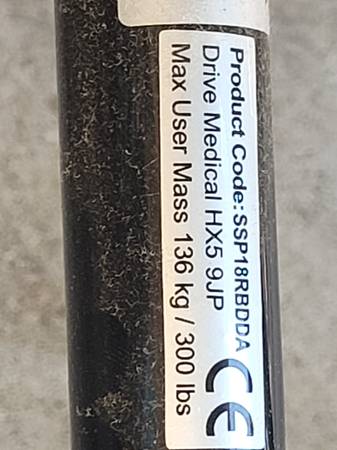 Product Code: SSP18RBDDA
Drive Medical HX5 9JP
Max User Mass 136 kg / 300 lbs
CE